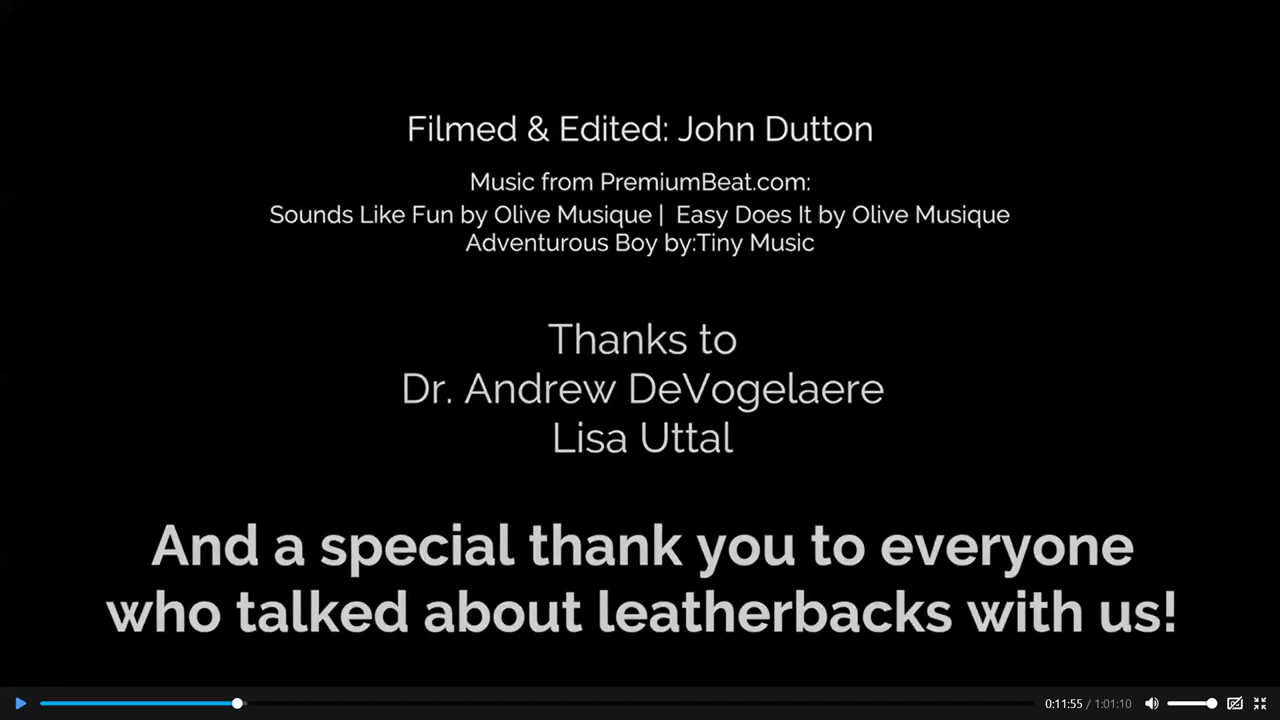 Filmed & Edited: John Dutton
Music from PremiumBeat.com:
Sounds Like Fun by Olive Musique | Easy Does It by Olive Musique
Adventurous Boy by:Tiny Music
Thanks to
Dr. Andrew DeVogelaere
Lisa Uttal
And a special thank you to everyone
who talked about leatherbacks with us!
0:11:55 / 1:01:10